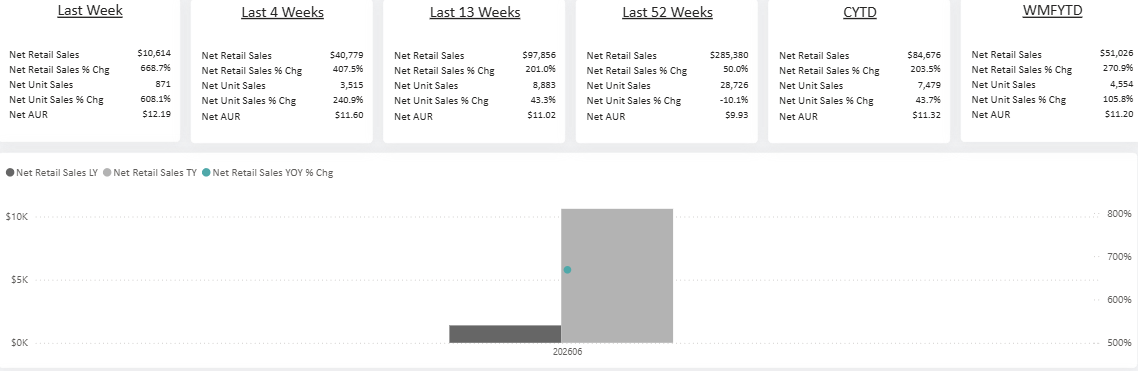 Last Week
Net Retail Sales $10,614
Net Retail Sales % Chg 668.7%
Net Unit Sales 871
Net Unit Sales % Chg 608.1%
Net AUR $12.19
Last 4 Weeks
Net Retail Sales $40,779
Net Retail Sales % Chg 407.5%
Net Unit Sales 3,515
Net Unit Sales % Chg 240.9%
Net AUR $11.60
Last 13 Weeks
Net Retail Sales $97,856
Net Retail Sales % Chg 201.0%
Net Unit Sales 8,883
Net Unit Sales % Chg 43.3%
Net AUR $11.02
Last 52 Weeks
Net Retail Sales $285,380
Net Retail Sales % Chg 50.0%
Net Unit Sales 28,726
Net Unit Sales % Chg -10.1%
Net AUR $9.93
CYTD
Net Retail Sales $84,676
Net Retail Sales % Chg 203.5%
Net Unit Sales 7,479
Net Unit Sales % Chg 43.7%
Net AUR $11.32
WMFYTD
Net Retail Sales $51,026
Net Retail Sales % Chg 270.9%
Net Unit Sales 4,554
Net Unit Sales % Chg 105.8%
Net AUR $11.20
Net Retail Sales LY Net Retail Sales TY Net Retail Sales YOY % Chg
$10K 800%
700%
$5K
600%
$0K 500%
202606